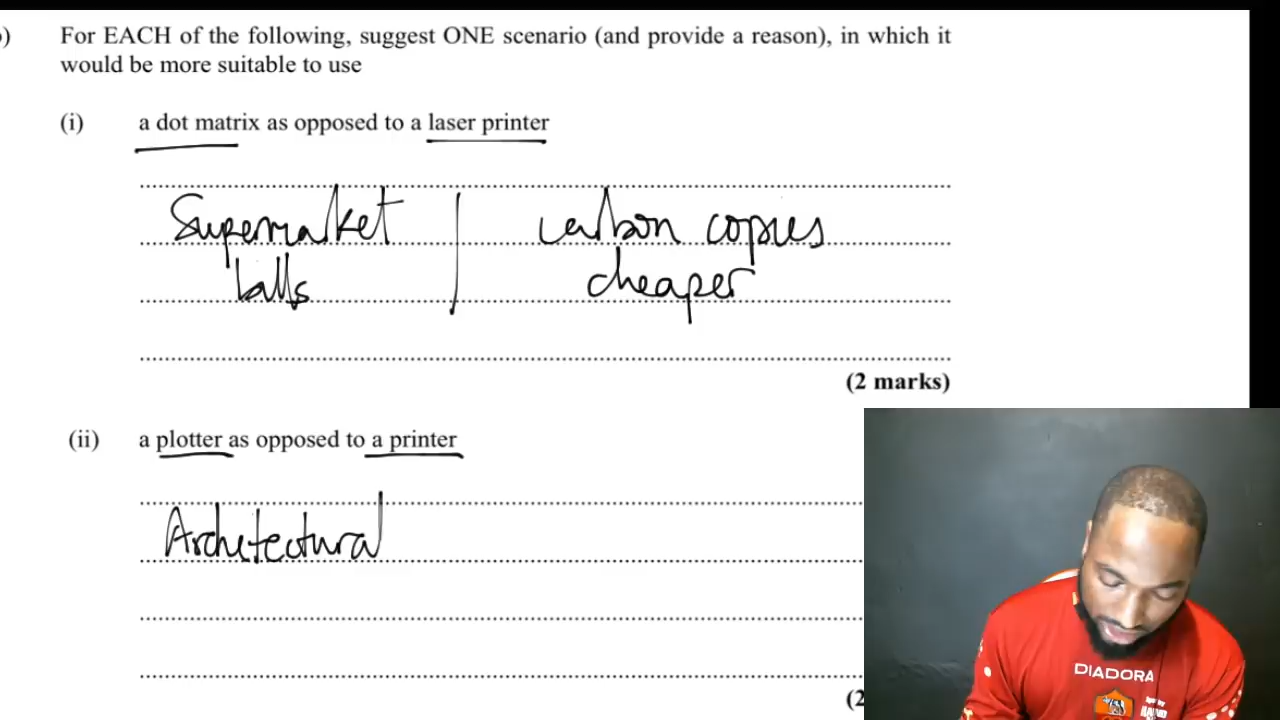 )
For EACH of the following, suggest ONE scenario (and provide a reason), in which it
would be more suitable to use
(i) a dot matrix as opposed to a laser printer
Supermarket carbon copies
balls cheaper
(2 marks)
(ii) a plotter as opposed to a printer
Architectural
(2
DIADORA